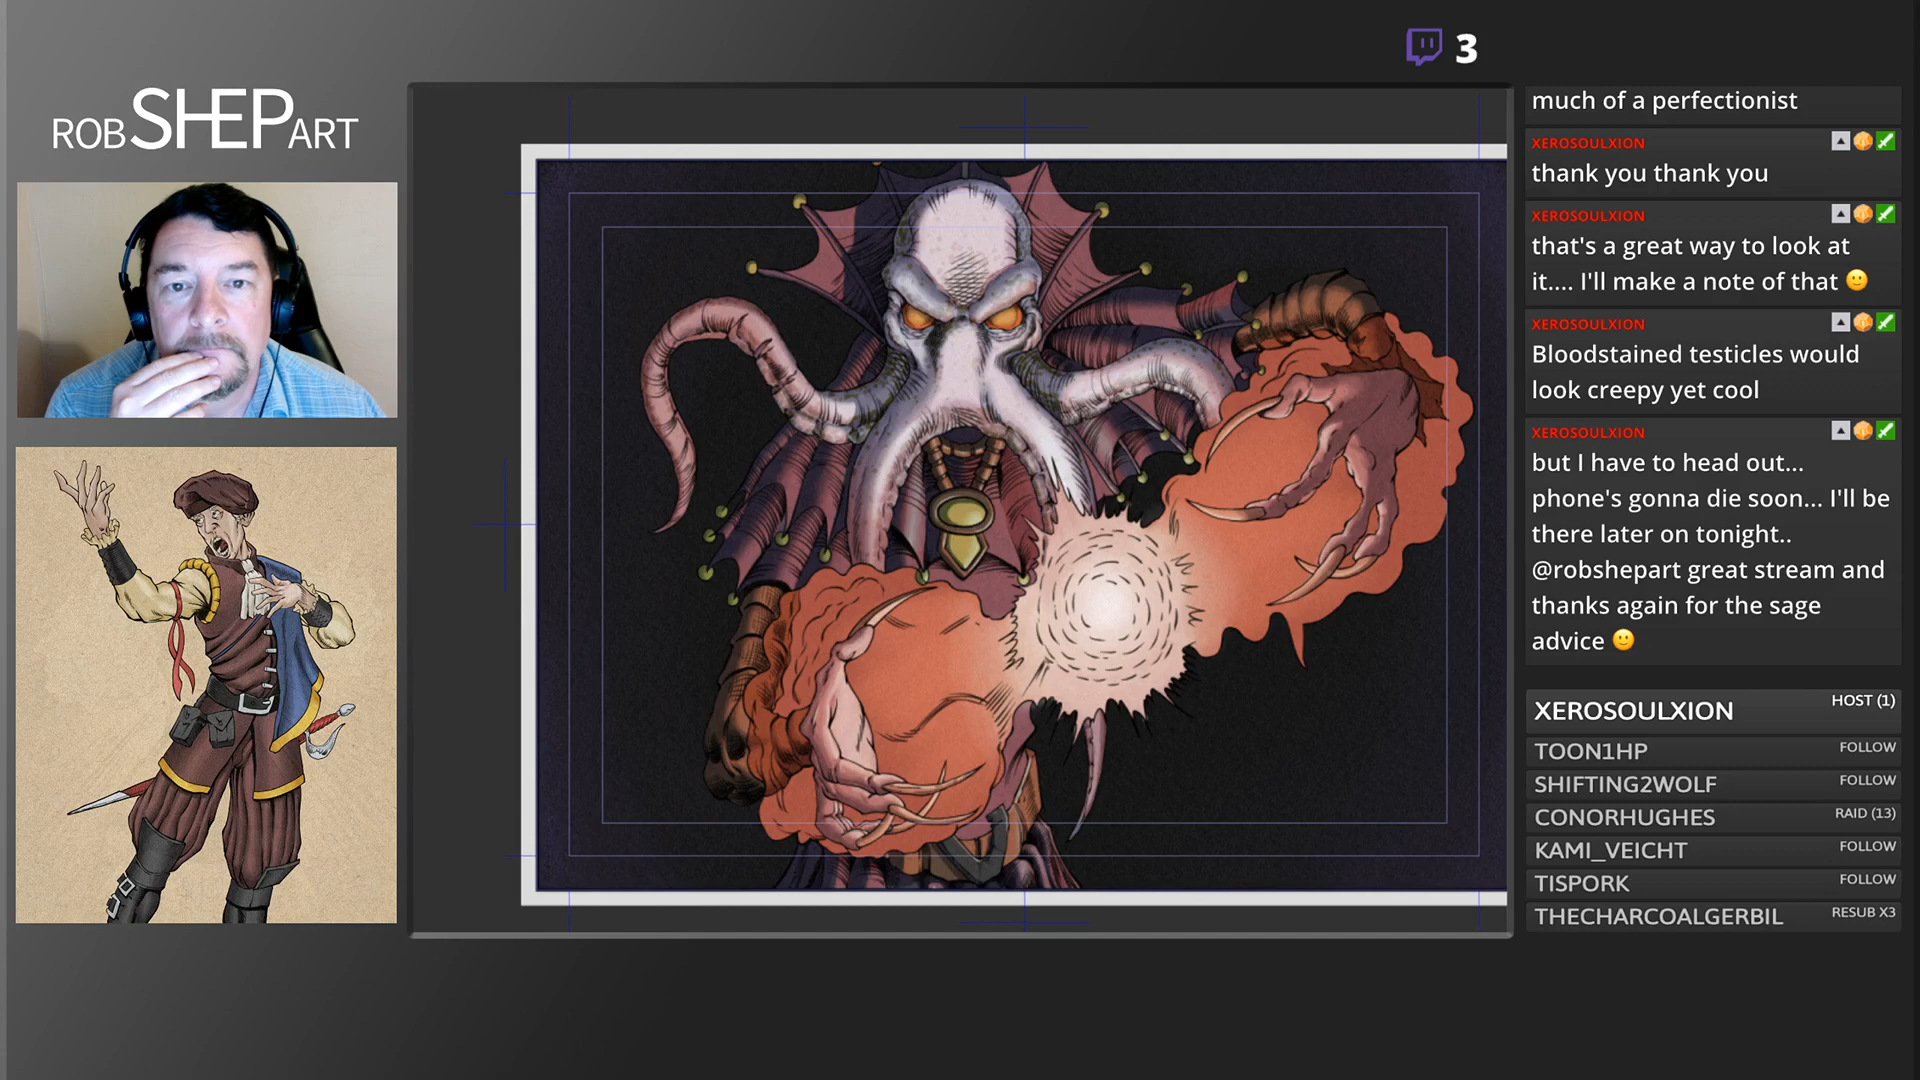 3
ROB SHEP ART
much of a perfectionist
XEROSOULXION
thank you thank you
XEROSOULXION
that's a great way to look at
it.... I'll make a note of that 🙂
XEROSOULXION
Bloodstained testicles would
look creepy yet cool
XEROSOULXION
but I have to head out...
phone's gonna die soon... I'll be
there later on tonight..
@robshepart great stream and
thanks again for the sage
advice 🙂
XEROSOULXION HOST (1)
TOON1HP FOLLOW
SHIFTING2WOLF FOLLOW
CONORHUGHES RAID (13)
KAMI_VEICHT FOLLOW
TISPORK FOLLOW
THECHARCOALGERBIL RESUB X3